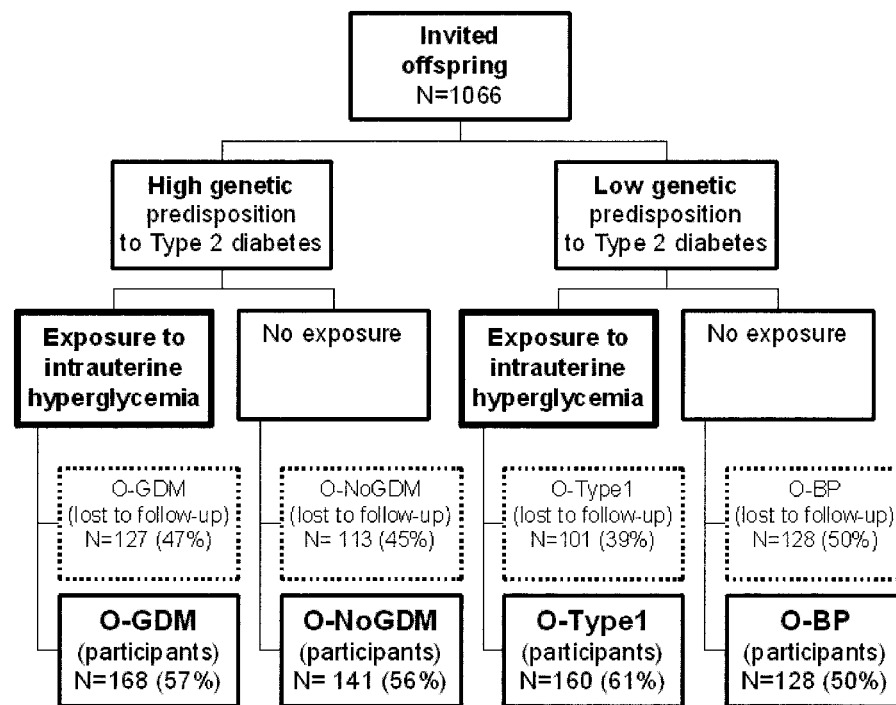 Invited
offspring
N=1066
High genetic
predisposition
to Type 2 diabetes
Low genetic
predisposition
to Type 2 diabetes
Exposure to
intrauterine
hyperglycemia
No exposure
Exposure to
intrauterine
hyperglycemia
No exposure
O-GDM
(lost to follow-up)
N=127 (47%)
O-NoGDM
(lost to follow-up)
N= 113 (45%)
O-Type1
(lost to follow-up)
N=101 (39%)
O-BP
(lost to follow-up)
N=128 (50%)
O-GDM
(participants)
N=168 (57%)
O-NoGDM
(participants)
N= 141 (56%)
O-Type1
(participants)
N=160 (61%)
O-BP
(participants)
N=128 (50%)